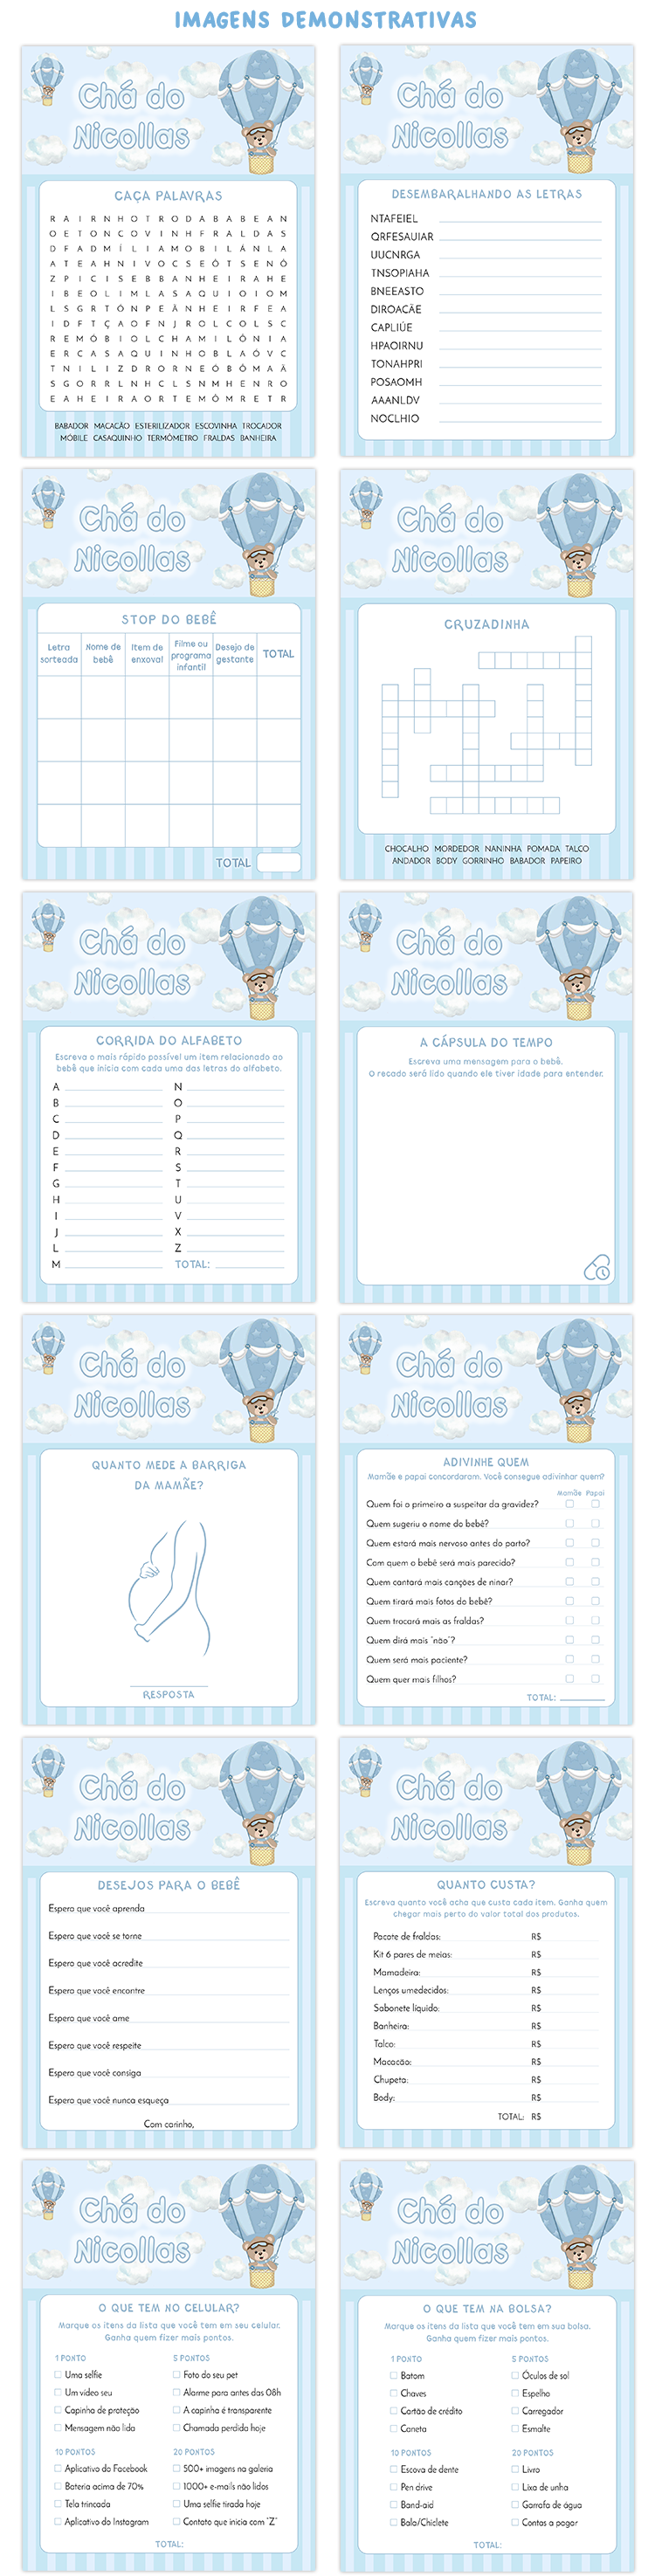 IMAGENS DEMONSTRATIVAS
Chá do
Nicollas
CAÇA PALAVRAS
R A I R N H O T R O D A B A B E A N
O E T O N C O V I N H F R A L D A S
D F A D M Í L I A M O B I L Á N L A
A T E A H N I V O C S E Ó T S E N Ô
Z P I C I S E B B A N H E I R A H E
I B E O L I M L A S A Q U I O I O M
L S G R T Ó N P E Ã N H E I R F E A
I D F T Ç A O F N J R O L C O L S C
R E M Ó B I O L C H A M I L Ô N I A
E R C A S A Q U I N H O B L A Ó V C
T N I L I Z D R O R N E Ó B Ô M A Ã
S G O R R L N H C L S N M H E N R O
E A H E I R A O R T E M Ô M R E T R
BABADOR MACACÃO ESTERILIZADOR ESCOVINHA TROCADOR
MÓBILE CASAQUINHO TERMÔMETRO FRALDAS BANHEIRA
Chá do
Nicollas
DESEMBARALHANDO AS LETRAS
NTAFEIEL
QRFESAUIAR
UUCNRGA
TNSOPIAHA
BNEEASTO
DIROACÃE
CAPLIÚE
HPAOIRNU
TONAHPRI
POSAOMH
AAANLDV
NOCLHIO
Chá do
Nicollas
STOP DO BEBÊ
Letra sorteada
Nome de bebê
Item de enxoval
Filme ou programa infantil
Desejo de gestante
TOTAL
TOTAL
Chá do
Nicollas
CRUZADINHA
CHOCALHO MORDEDOR NANINHA POMADA TALCO
ANDADOR BODY GORRINHO BABADOR PAPEIRO
Chá do
Nicollas
CORRIDA DO ALFABETO
Escreva o mais rápido possível um item relacionado ao
bebê que inicia com cada uma das letras do alfabeto.
A N
B O
C P
D Q
E R
F S
G T
H U
I V
J X
L Z
M TOTAL:
Chá do
Nicollas
A CÁPSULA DO TEMPO
Escreva uma mensagem para o bebê.
O recado será lido quando ele tiver idade para entender.
Chá do
Nicollas
QUANTO MEDE A BARRIGA
DA MAMÃE?
RESPOSTA
Chá do
Nicollas
ADIVINHE QUEM
Mamãe e papai concordaram. Você consegue adivinhar quem?
Mamãe Papai
Quem foi o primeiro a suspeitar da gravidez?
Quem sugeriu o nome do bebê?
Quem estará mais nervoso antes do parto?
Com quem o bebê será mais parecido?
Quem cantará mais canções de ninar?
Quem tirará mais fotos do bebê?
Quem trocará mais as fraldas?
Quem dirá mais "não"?
Quem será mais paciente?
Quem quer mais filhos?
TOTAL:
Chá do
Nicollas
DESEJOS PARA O BEBÊ
Espero que você aprenda
Espero que você se torne
Espero que você acredite
Espero que você encontre
Espero que você ame
Espero que você respeite
Espero que você consiga
Espero que você nunca esqueça
Com carinho,
Chá do
Nicollas
QUANTO CUSTA?
Escreva quanto você acha que custa cada item. Ganha quem
chegar mais perto do valor total dos produtos.
Pacote de fraldas: R$
Kit 6 pares de meias: R$
Mamadeira: R$
Lenços umedecidos: R$
Sabonete líquido: R$
Banheira: R$
Talco: R$
Macacão: R$
Chupeta: R$
Body: R$
TOTAL: R$
Chá do
Nicollas
O QUE TEM NO CELULAR?
Marque os itens da lista que você tem em seu celular.
Ganha quem fizer mais pontos.
1 PONTO 5 PONTOS
Uma selfie Foto do seu pet
Um vídeo seu Alarme para antes das 08h
Capinha de proteção A capinha é transparente
Mensagem não lida Chamada perdida hoje
10 PONTOS 20 PONTOS
Aplicativo do Facebook 500+ imagens na galeria
Bateria acima de 70% 1000+ e-mails não lidos
Tela trincada Uma selfie tirada hoje
Aplicativo do Instagram Contato que inicia com "Z"
TOTAL:
Chá do
Nicollas
O QUE TEM NA BOLSA?
Marque os itens da lista que você tem em sua bolsa.
Ganha quem fizer mais pontos.
1 PONTO 5 PONTOS
Batom Óculos de sol
Chaves Espelho
Cartão de crédito Carregador
Caneta Esmalte
10 PONTOS 20 PONTOS
Escova de dente Livro
Pen drive Lixa de unha
Band-aid Garrafa de água
Bala/Chiclete Contas a pagar
TOTAL: